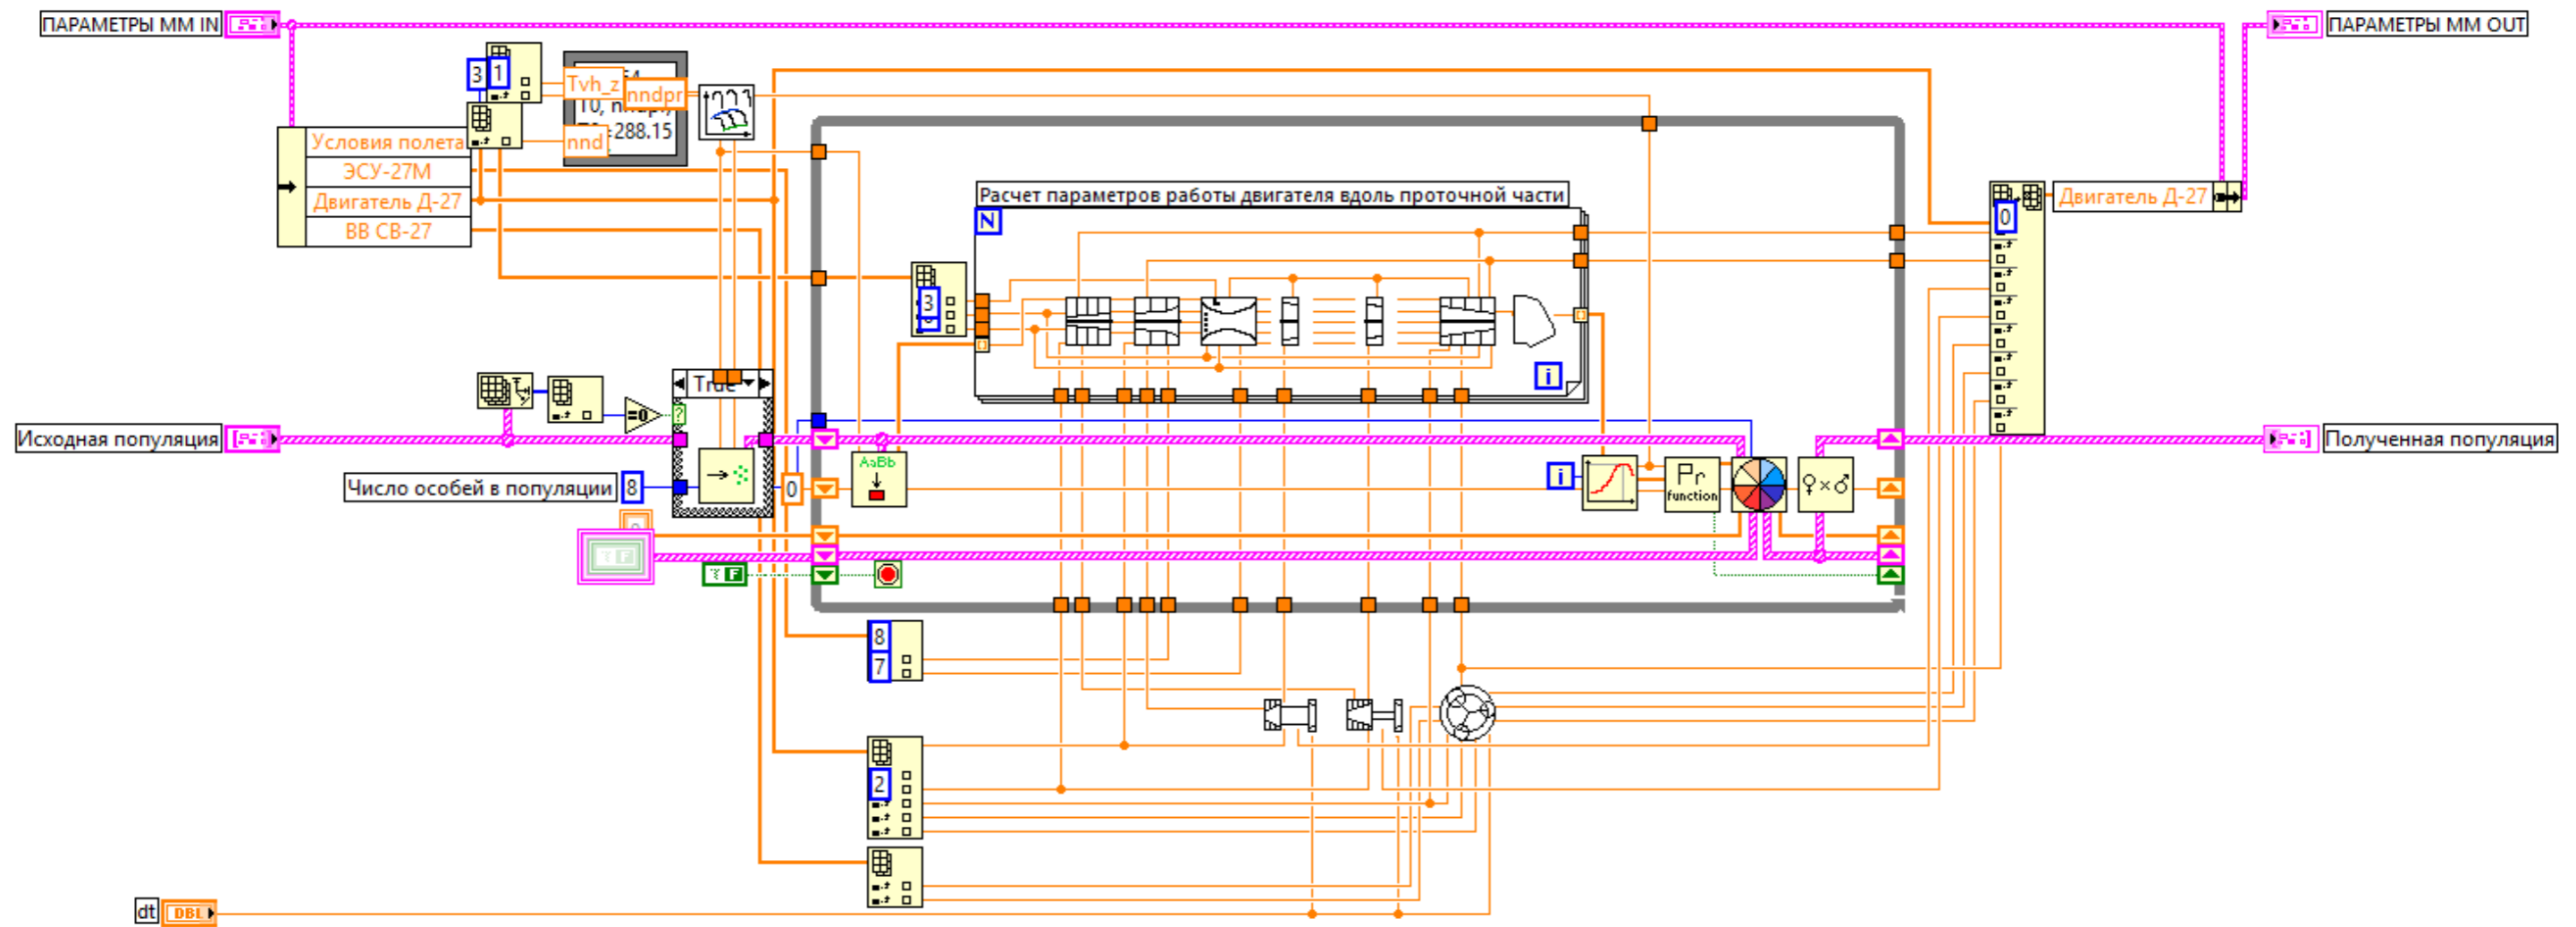 ПАРАМЕТРЫ ММ IN
ПАРАМЕТРЫ ММ OUT
3
1
Tvh_z
nndpr
=288.15
nnd
Условия полета
ЭСУ-27М
Двигатель Д-27
ВВ СВ-27
Расчет параметров работы двигателя вдоль проточной части
N
3
i
0
Двигатель Д-27
True
=0
?
Исходная популяция
Полученная популяция
Число особей в популяции
8
0
AaBb
i
Pr
function
♀×♂
F
F
8
7
2
dt
DBL